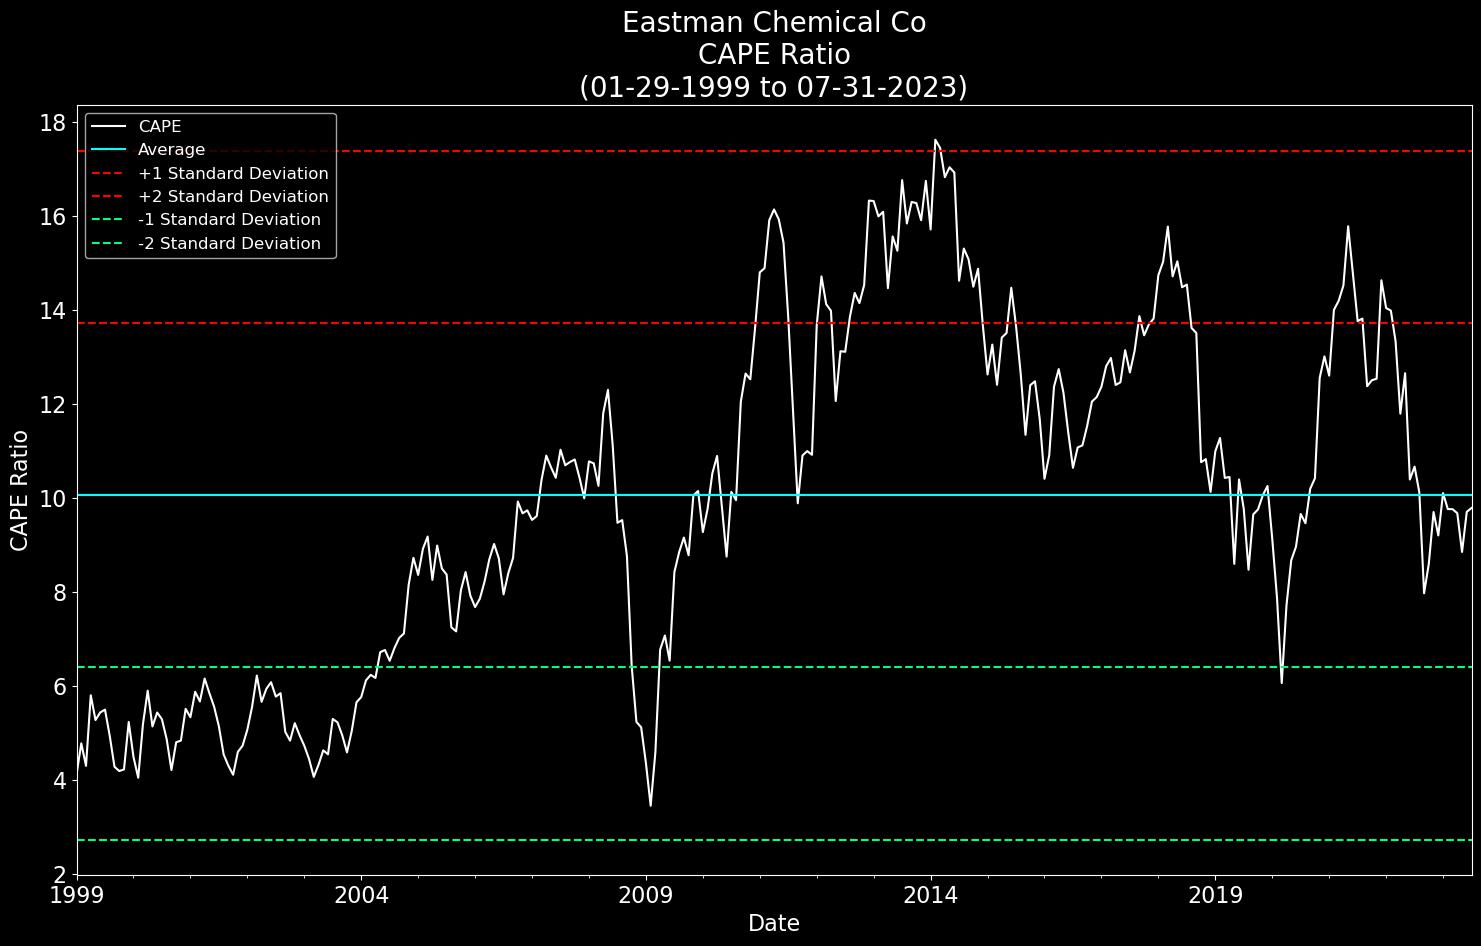 Eastman Chemical Co
CAPE Ratio
(01-29-1999 to 07-31-2023)
CAPE
Average
+1 Standard Deviation
+2 Standard Deviation
-1 Standard Deviation
-2 Standard Deviation
CAPE Ratio
18
16
14
12
10
8
6
4
2
1999
2004
2009
2014
2019
Date